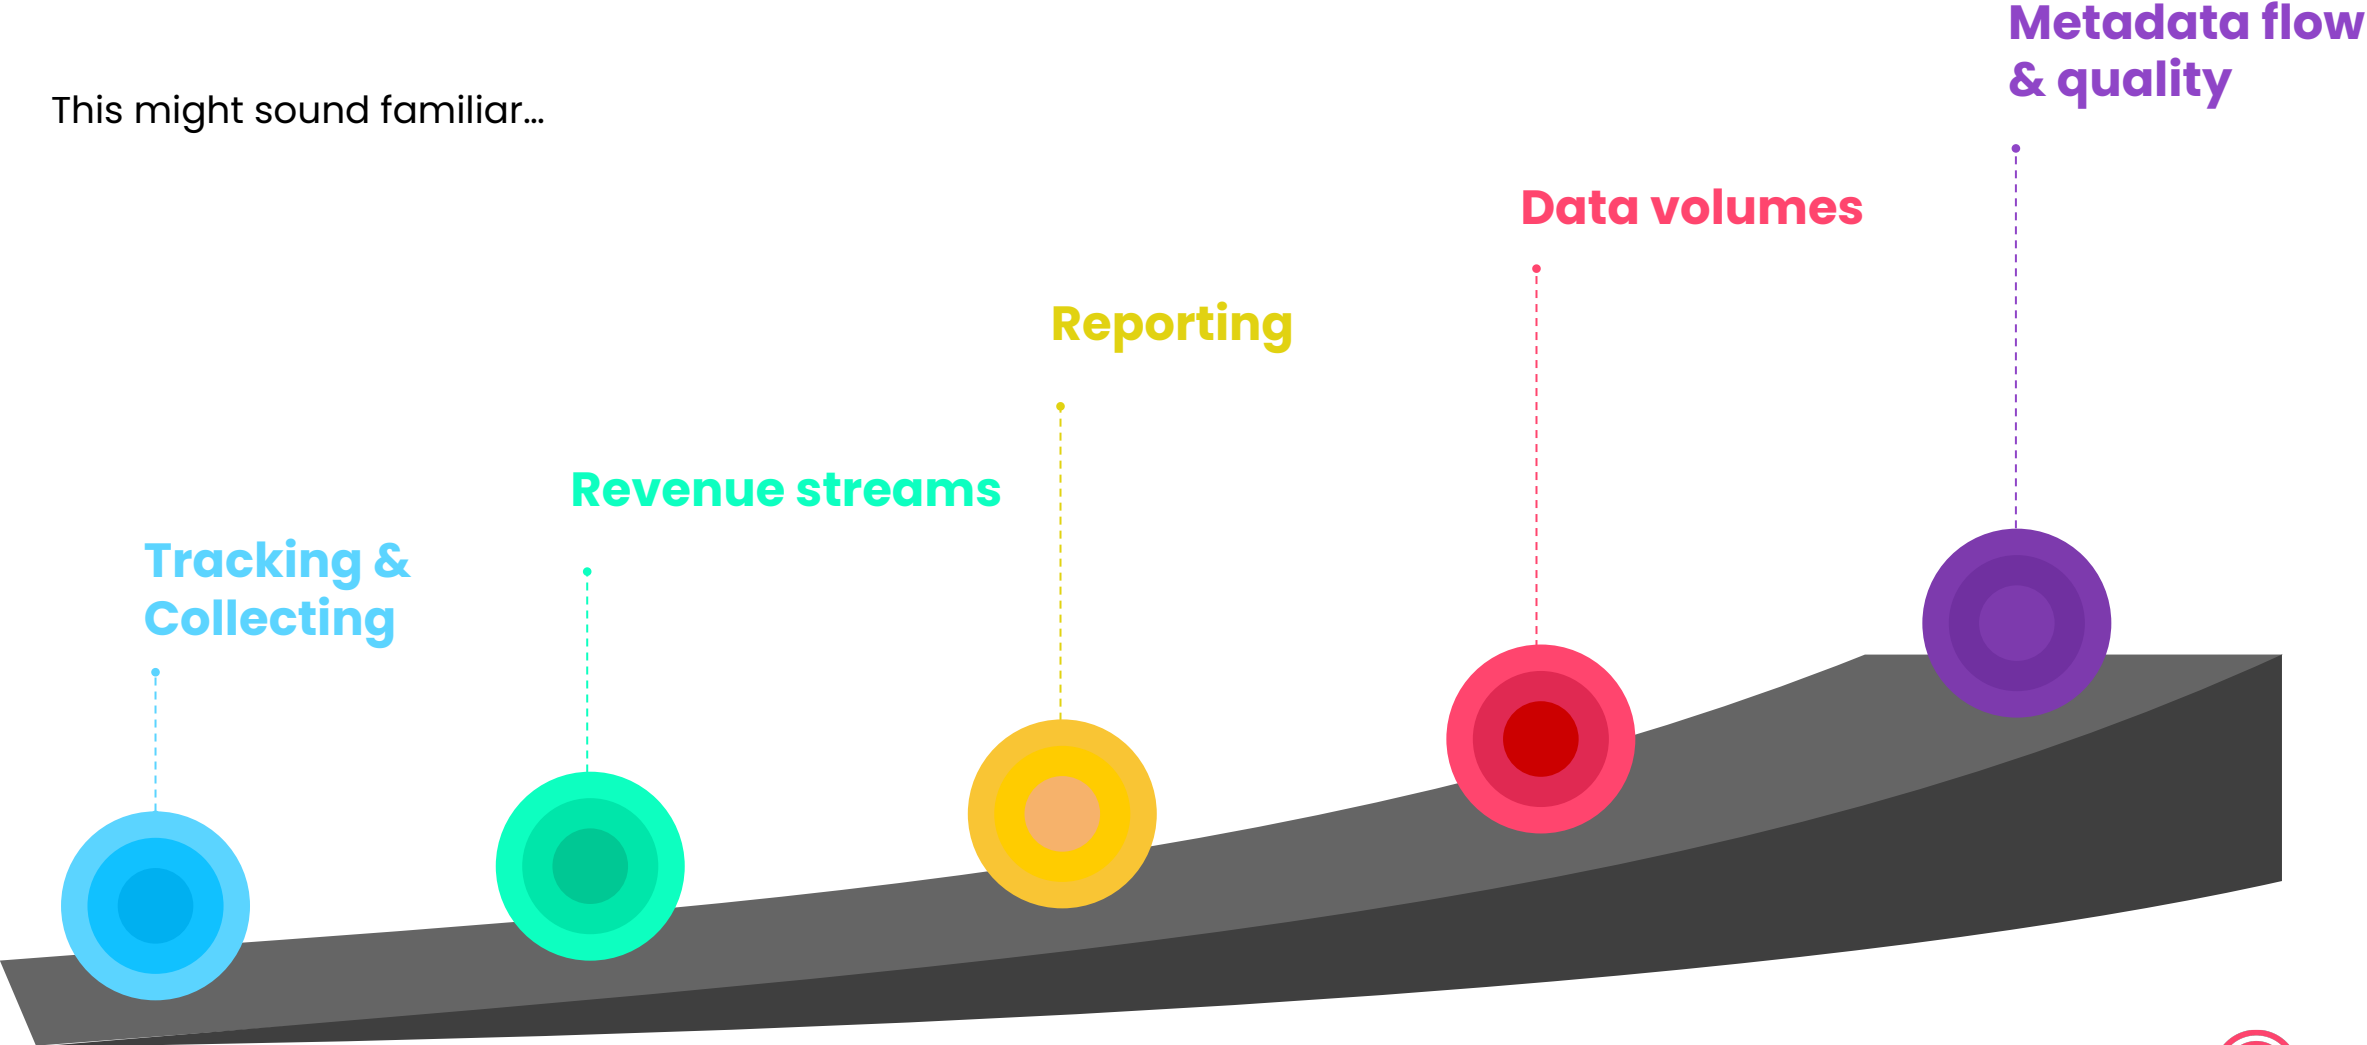 This might sound familiar...
Metadata flow
& quality
Data volumes
Reporting
Revenue streams
Tracking &
Collecting